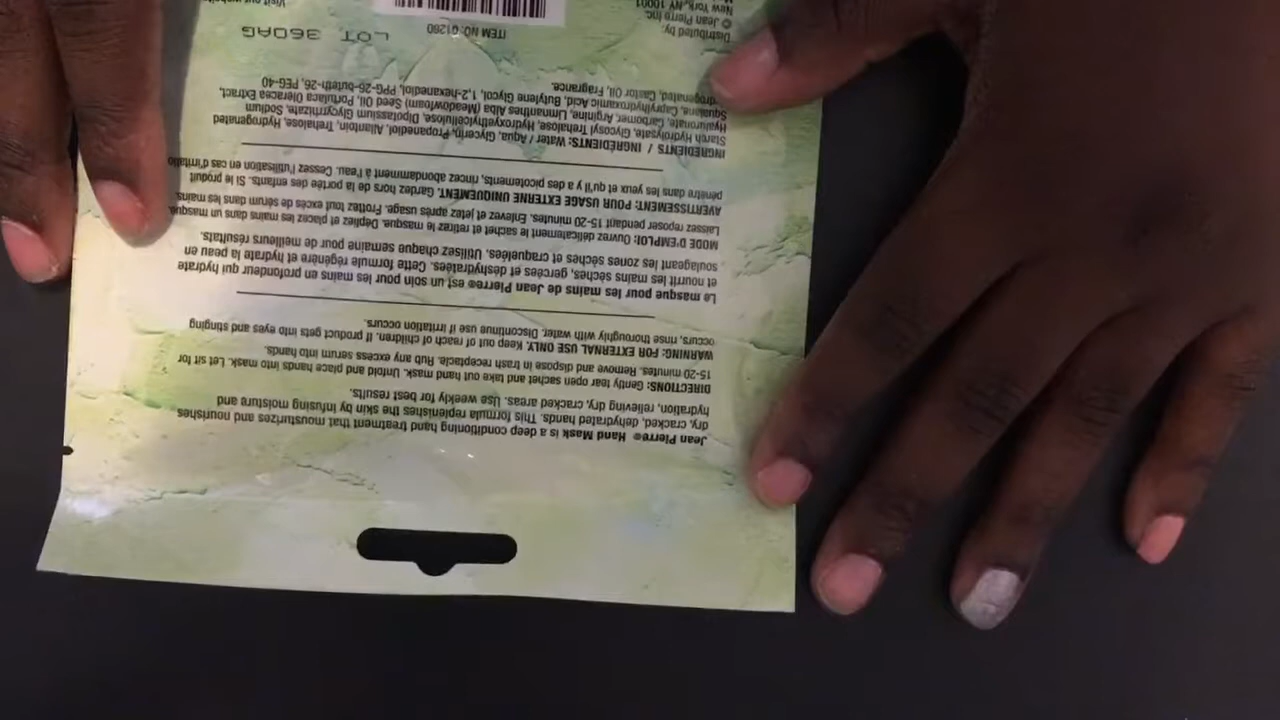 Jean Pierre® Hand Mask is a deep conditioning hand treatment that mousturizes and nourishes
dry, cracked, dehydrated hands. This formula replenishes the skin by infusing moisture and
hydration, relieving dry, cracked areas. Use weekly for best results.
DIRECTIONS: Gently tear open sachet and take out hand mask. Unfold and place hands into mask. Let sit for
15-20 minutes. Remove and dispose in trash receptacle. Rub any excess serum into hands.
WARNING: FOR EXTERNAL USE ONLY. Keep out of reach of children. If product gets into eyes and stinging
occurs, rinse thoroughly with water. Discontinue use if irritation occurs.
Le masque pour les mains de Jean Pierre® est un soin pour les mains en profondeur qui hydrate
et nourrit les mains sèches, gercées et déshydratées. Cette formule régénère et hydrate la peau en
soulageant les zones sèches et craquelées. Utilisez chaque semaine pour de meilleurs résultats.
MODE D'EMPLOI: Ouvrez délicatement le sachet et retirez le masque. Dépliez et placez les mains dans un masque.
Laissez reposer pendant 15-20 minutes. Enlevez et jetez après usage. Frottez tout excès de sérum dans les mains.
AVERTISSEMENT: POUR USAGE EXTERNE UNIQUEMENT. Gardez hors de la portée des enfants. Si le produit
pénètre dans les yeux et qu'il y a des picotements, rincez abondamment à l'eau. Cessez l'utilisation en cas d'irritatio
INGREDIENTS / INGRÉDIENTS: Water / Aqua, Glycerin, Propanediol, Allantoin, Trehalose, Hydrogenated
Starch Hydrolysate, Glycosyl Trehalose, Hydroxyethylcellulose, Dipotassium Glycyrrhizate, Sodium
Hyaluronate, Carbomer, Arginine, Limnanthes Alba (Meadowfoam) Seed Oil, Portulaca Oleracea Extract,
Squalane, Caprylhydroxamic Acid, Butylene Glycol, 1,2-hexanediol, PPG-26-buteth-26, PEG-40
drogenated, Castor Oil, Fragrance.
Distributed by:
© Jean Pierre Inc.
New York, NY, 10001
ITEM NO: 61260
LOT 360AG
Visit our